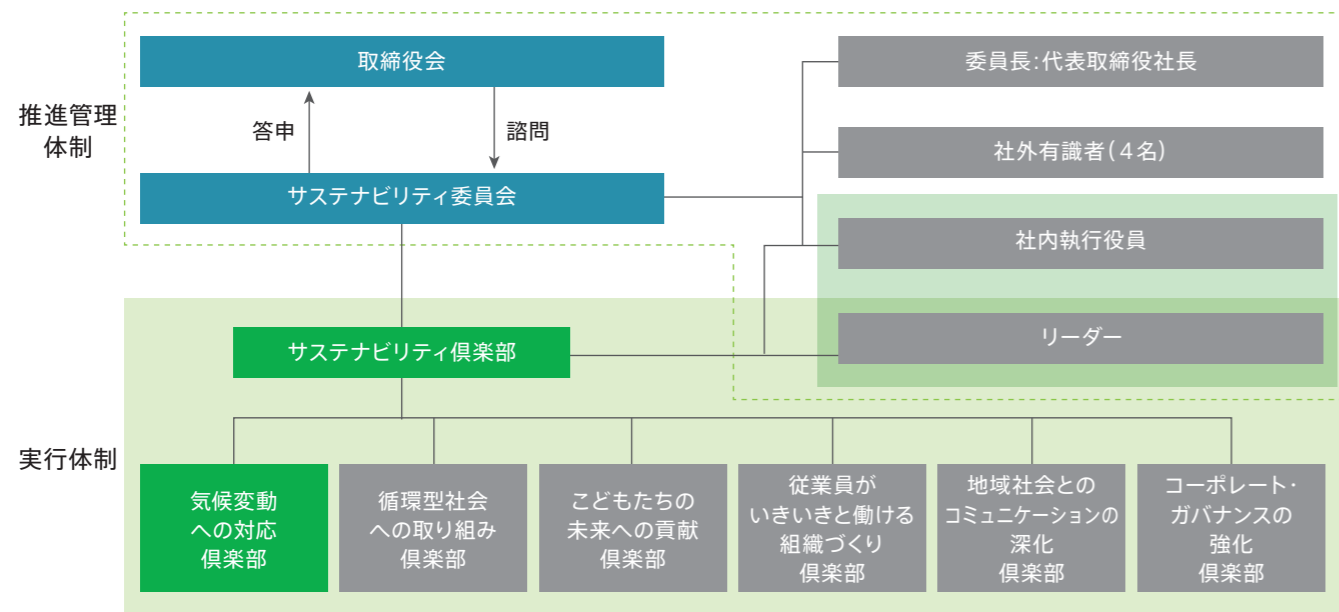 推進管理
体制
取締役会
答申
諮問
サステナビリティ委員会
委員長:代表取締役社長
社外有識者(4名)
社内執行役員
リーダー
サステナビリティ倶楽部
実行体制
気候変動
への対応
倶楽部
循環型社会
への取り組み
倶楽部
こどもたちの
未来への貢献
倶楽部
従業員が
いきいきと働ける
組織づくり
倶楽部
地域社会との
コミュニケーションの
深化
倶楽部
コーポレート・
ガバナンスの
強化
倶楽部